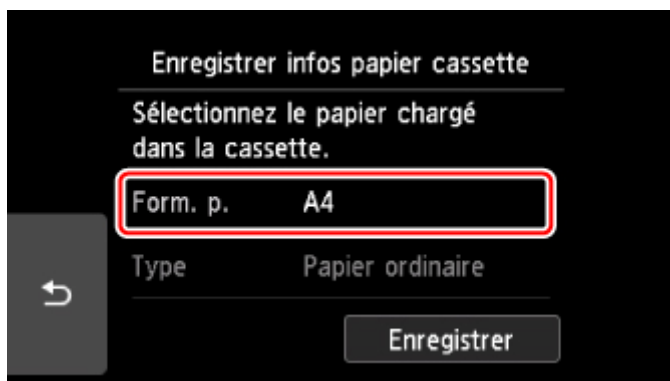 Enregistrer infos papier cassette
Sélectionnez le papier chargé
dans la cassette.
Form. p. A4
Type Papier ordinaire
Enregistrer